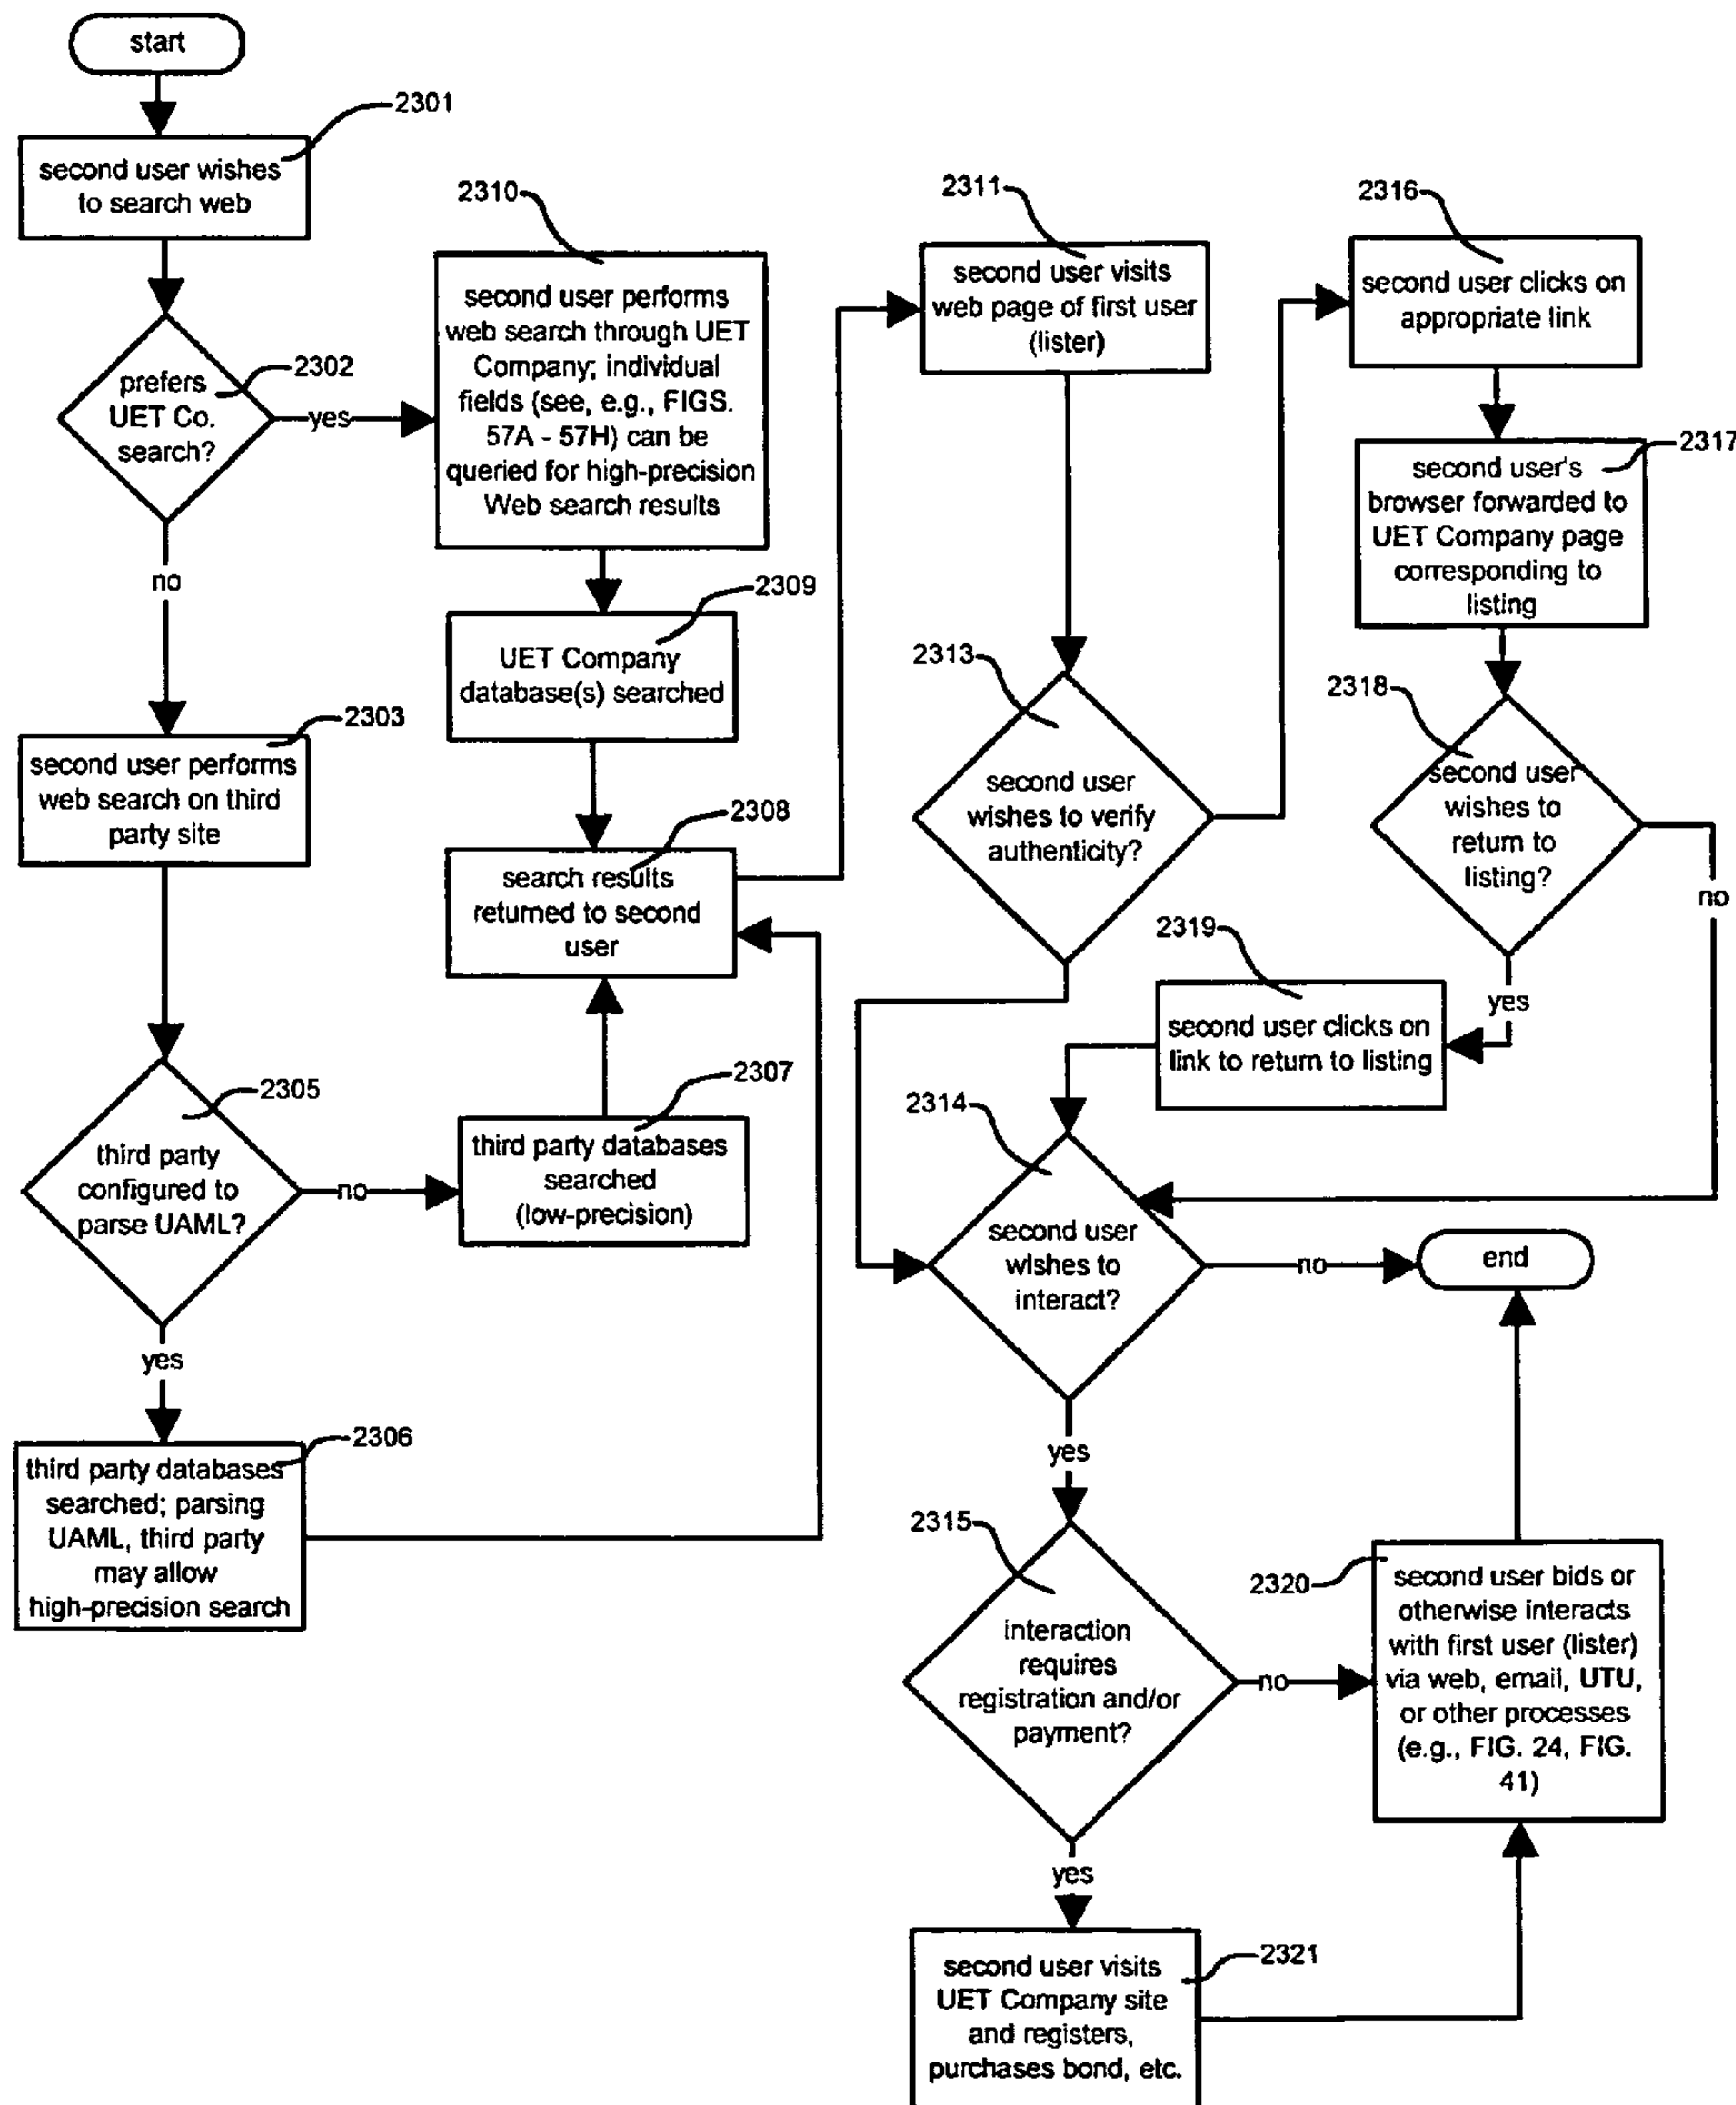 start
2301
second user wishes
to search web
2302
prefers
UET Co.
search?
yes
no
2310
second user performs
web search through UET
Company; individual
fields (see, e.g., FIGS.
57A - 57H) can be
queried for high-precision
Web search results
2309
UET Company
database(s) searched
2303
second user performs
web search on third
party site
2308
search results
returned to second
user
2305
third party
configured to
parse UAML?
no
yes
2307
third party databases
searched
(low-precision)
2306
third party databases
searched; parsing
UAML, third party
may allow
high-precision search
2311
second user visits
web page of first user
(lister)
2313
second user
wishes to verify
authenticity?
2316
second user clicks on
appropriate link
2317
second user's
browser forwarded to
UET Company page
corresponding to
listing
2318
second user
wishes to
return to
listing?
no
yes
2319
second user clicks on
link to return to listing
2314
second user
wishes to
interact?
no
end
yes
2315
interaction
requires
registration and/or
payment?
no
yes
2320
second user bids or
otherwise interacts
with first user (lister)
via web, email, UTU,
or other processes
(e.g., FIG. 24, FIG.
41)
2321
second user visits
UET Company site
and registers,
purchases bond, etc.